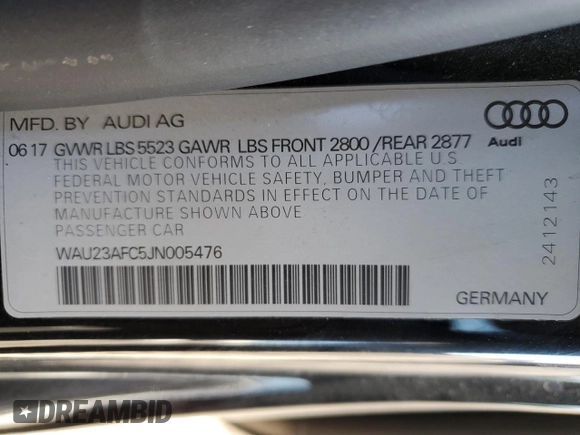 MFD. BY AUDI AG
06 17 GVWR LBS 5523 GAWR LBS FRONT 2800 /REAR 2877
THIS VEHICLE CONFORMS TO ALL APPLICABLE U.S
FEDERAL MOTOR VEHICLE SAFETY, BUMPER AND THEFT
PREVENTION STANDARDS IN EFFECT ON THE DATE OF
MANUFACTURE SHOWN ABOVE
PASSENGER CAR
WAU23AFC5JN005476
GERMANY
Audi
2412143
DREAMBID